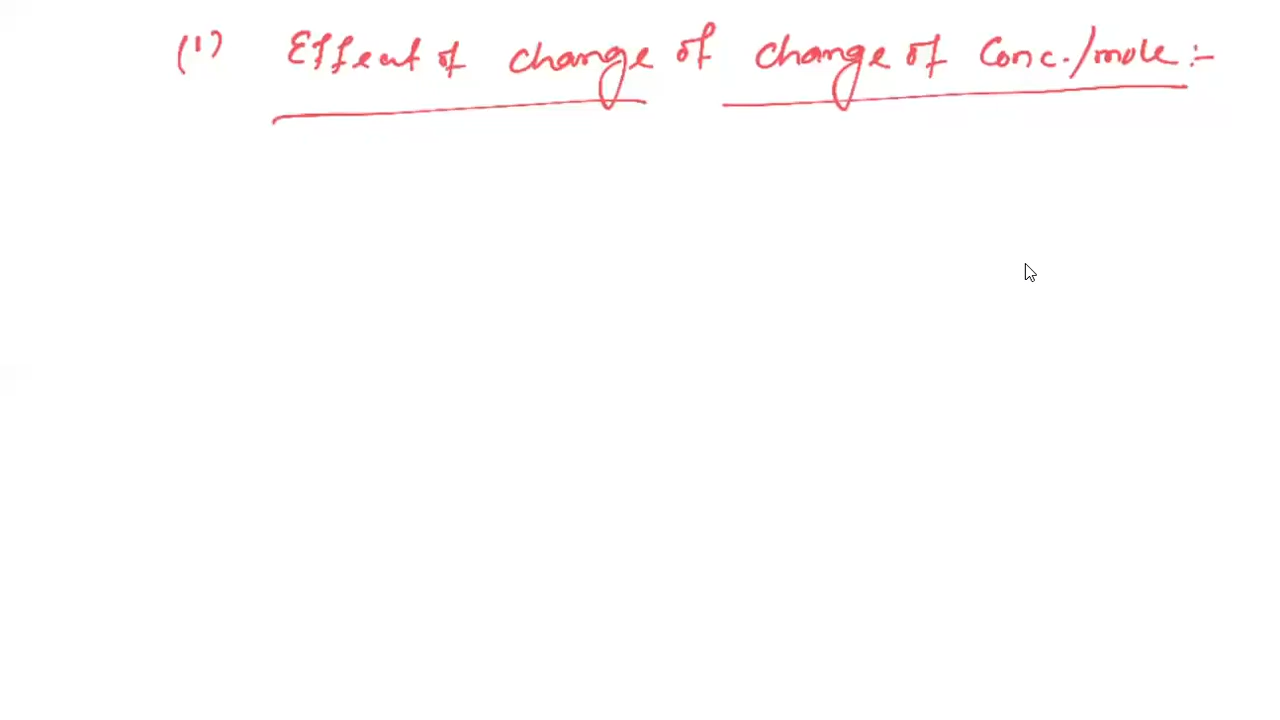 (1) Effect of change of change of Conc./mole :-